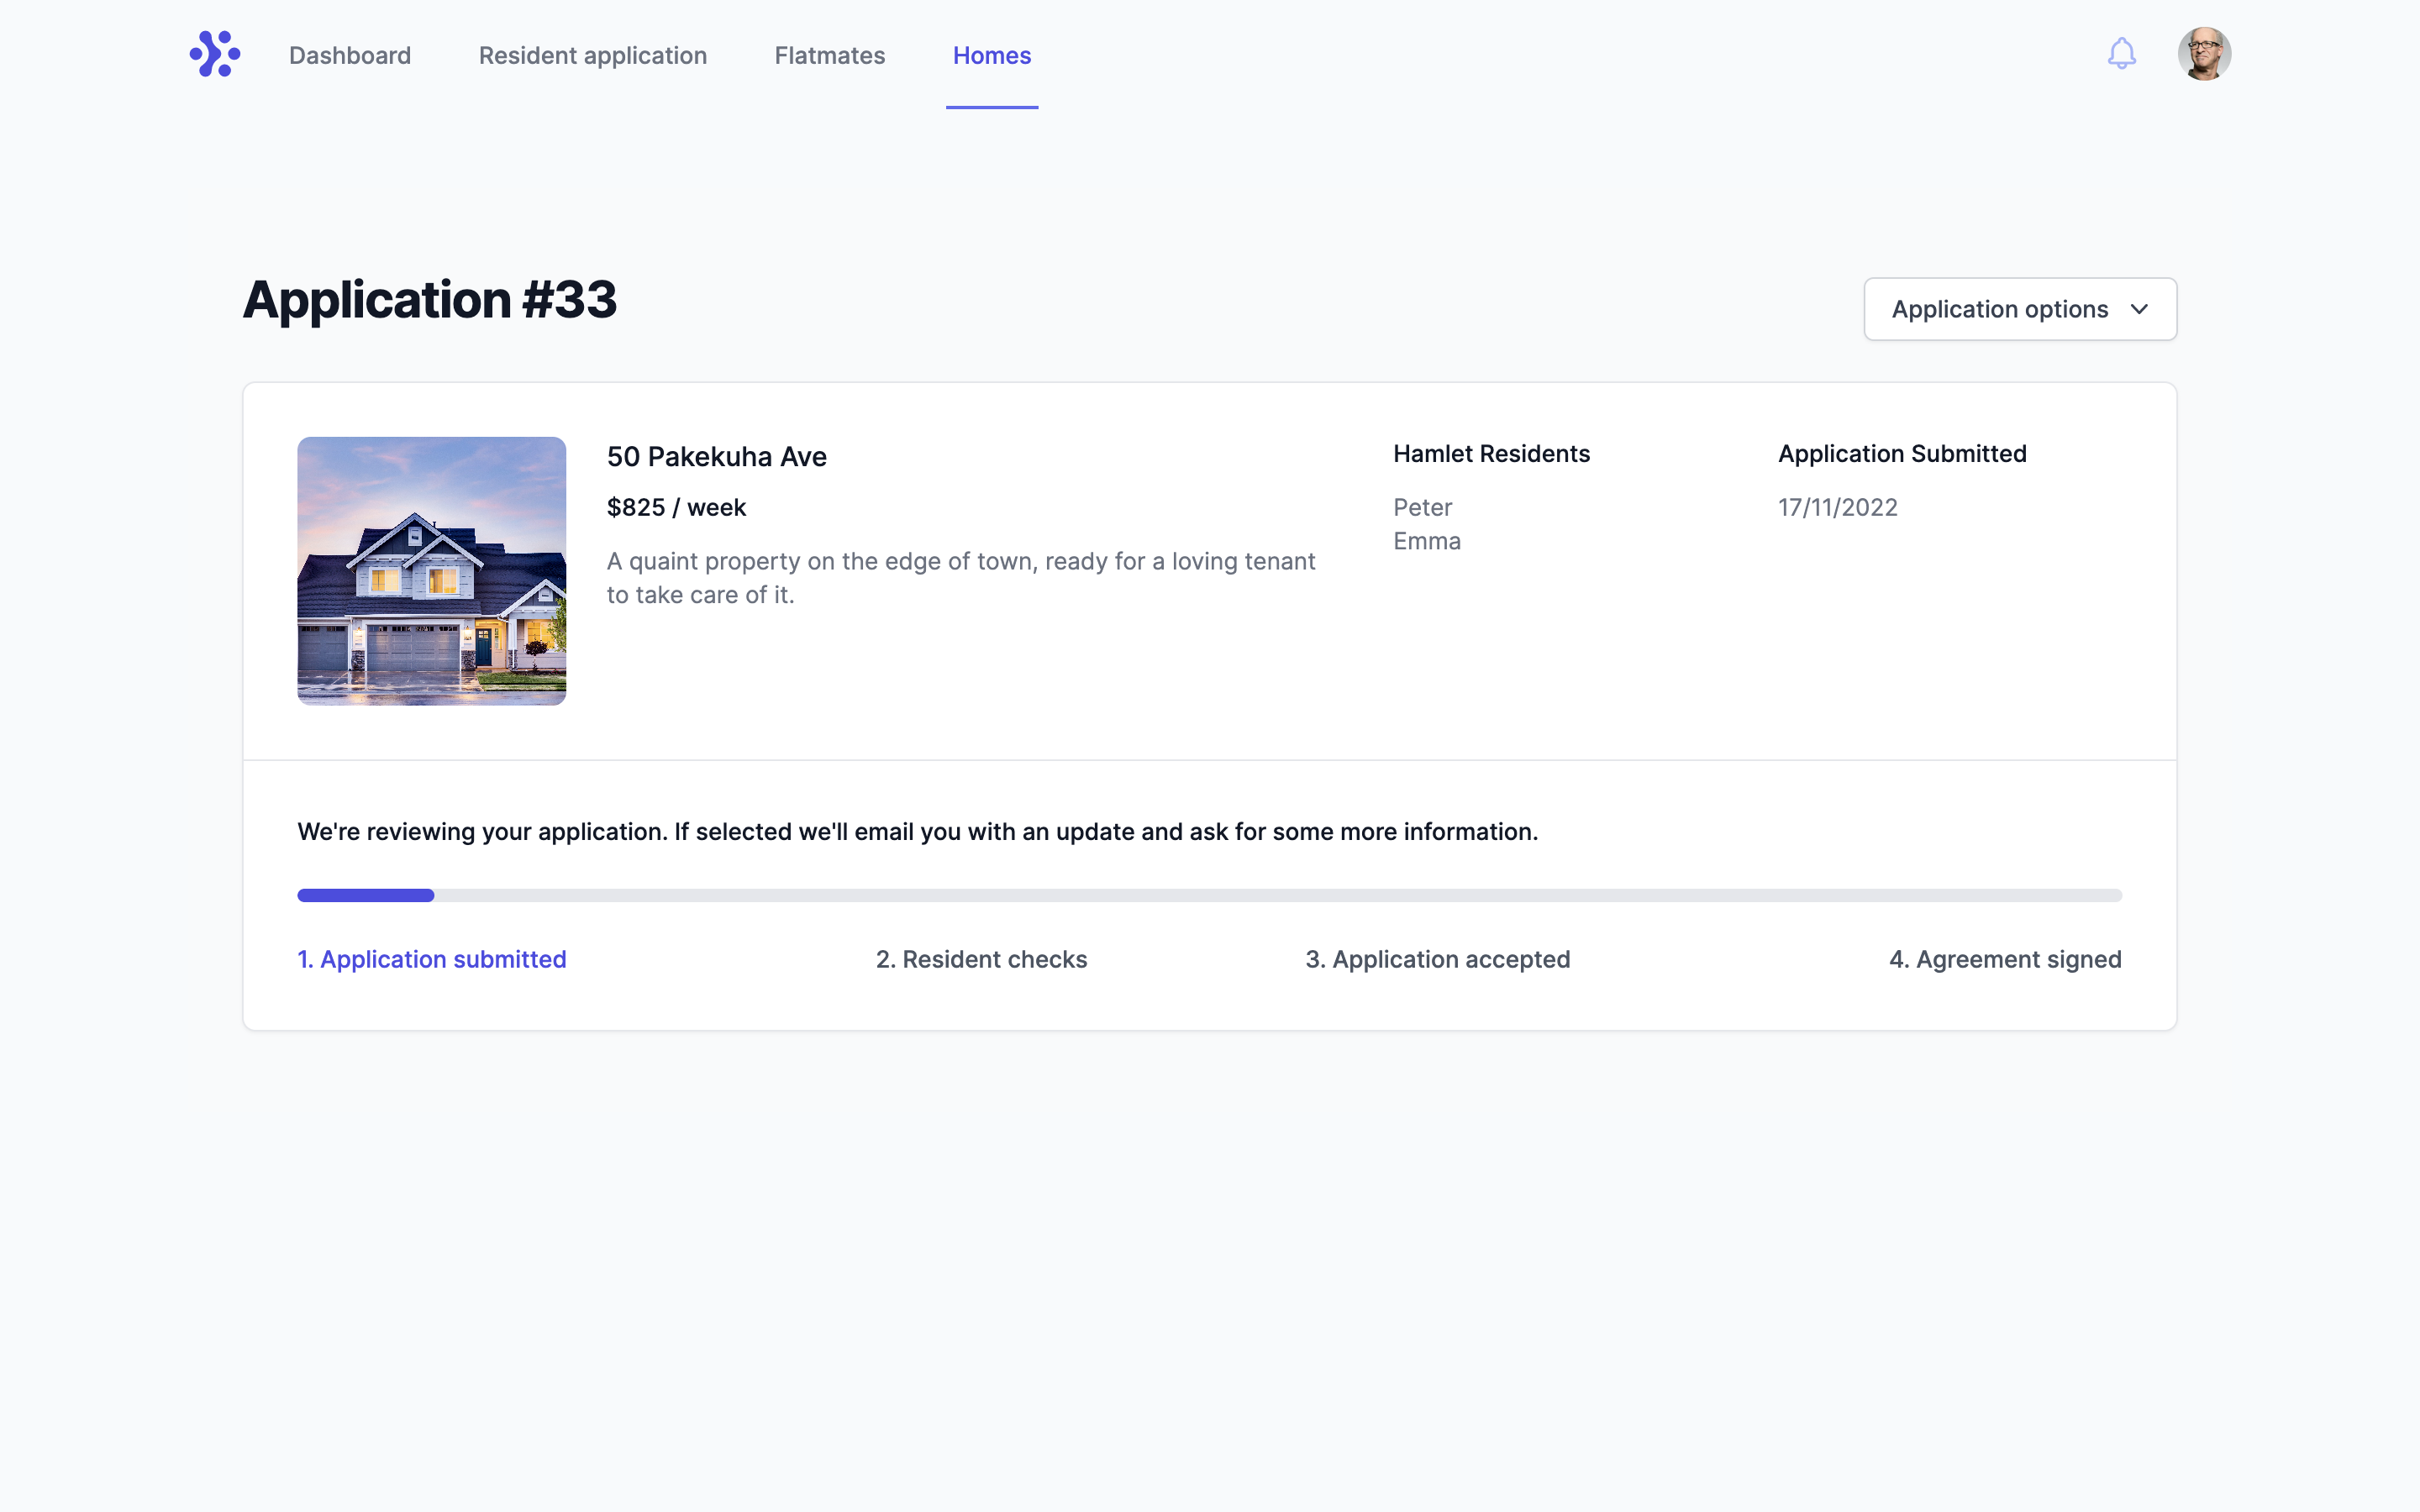 Dashboard
Resident application
Flatmates
Homes
Application #33
Application options
50 Pakekuha Ave
$825 / week
A quaint property on the edge of town, ready for a loving tenant
to take care of it.
Hamlet Residents
Peter
Emma
Application Submitted
17/11/2022
We're reviewing your application. If selected we'll email you with an update and ask for some more information.
1. Application submitted
2. Resident checks
3. Application accepted
4. Agreement signed